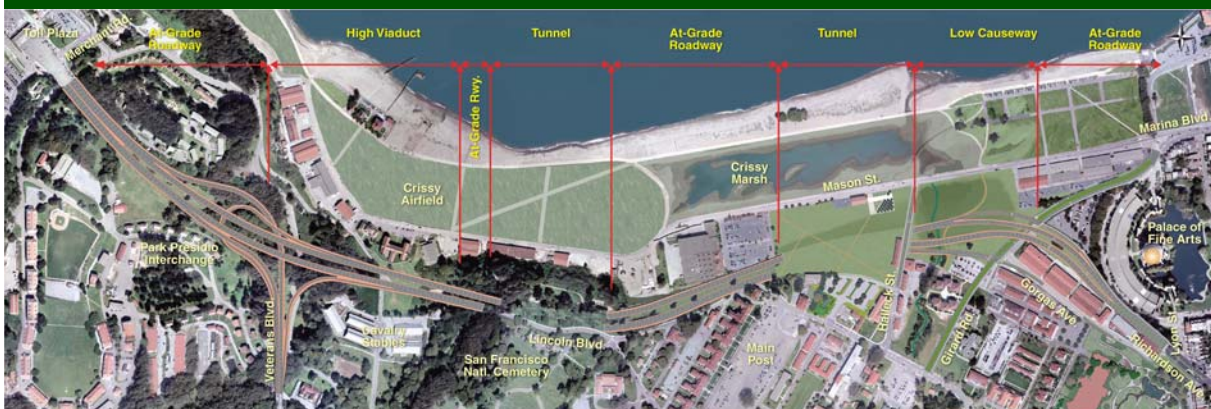 Toll Plaza
Merchant Rd.
At-Grade
Roadway
High Viaduct
At-Grade Rwy.
Tunnel
At-Grade
Roadway
Tunnel
Low Causeway
At-Grade
Roadway
Marina Blvd.
Crissy
Airfield
Crissy
Marsh
Mason St.
Palace of
Fine Arts
Park Presidio
Interchange
Veterans Blvd.
Cavalry
Stables
Lincoln Blvd.
San Francisco
Natl. Cemetery
Main
Post
Halleck St.
Girard Rd.
Gorgas Ave
Richardson Ave
Lyon St.